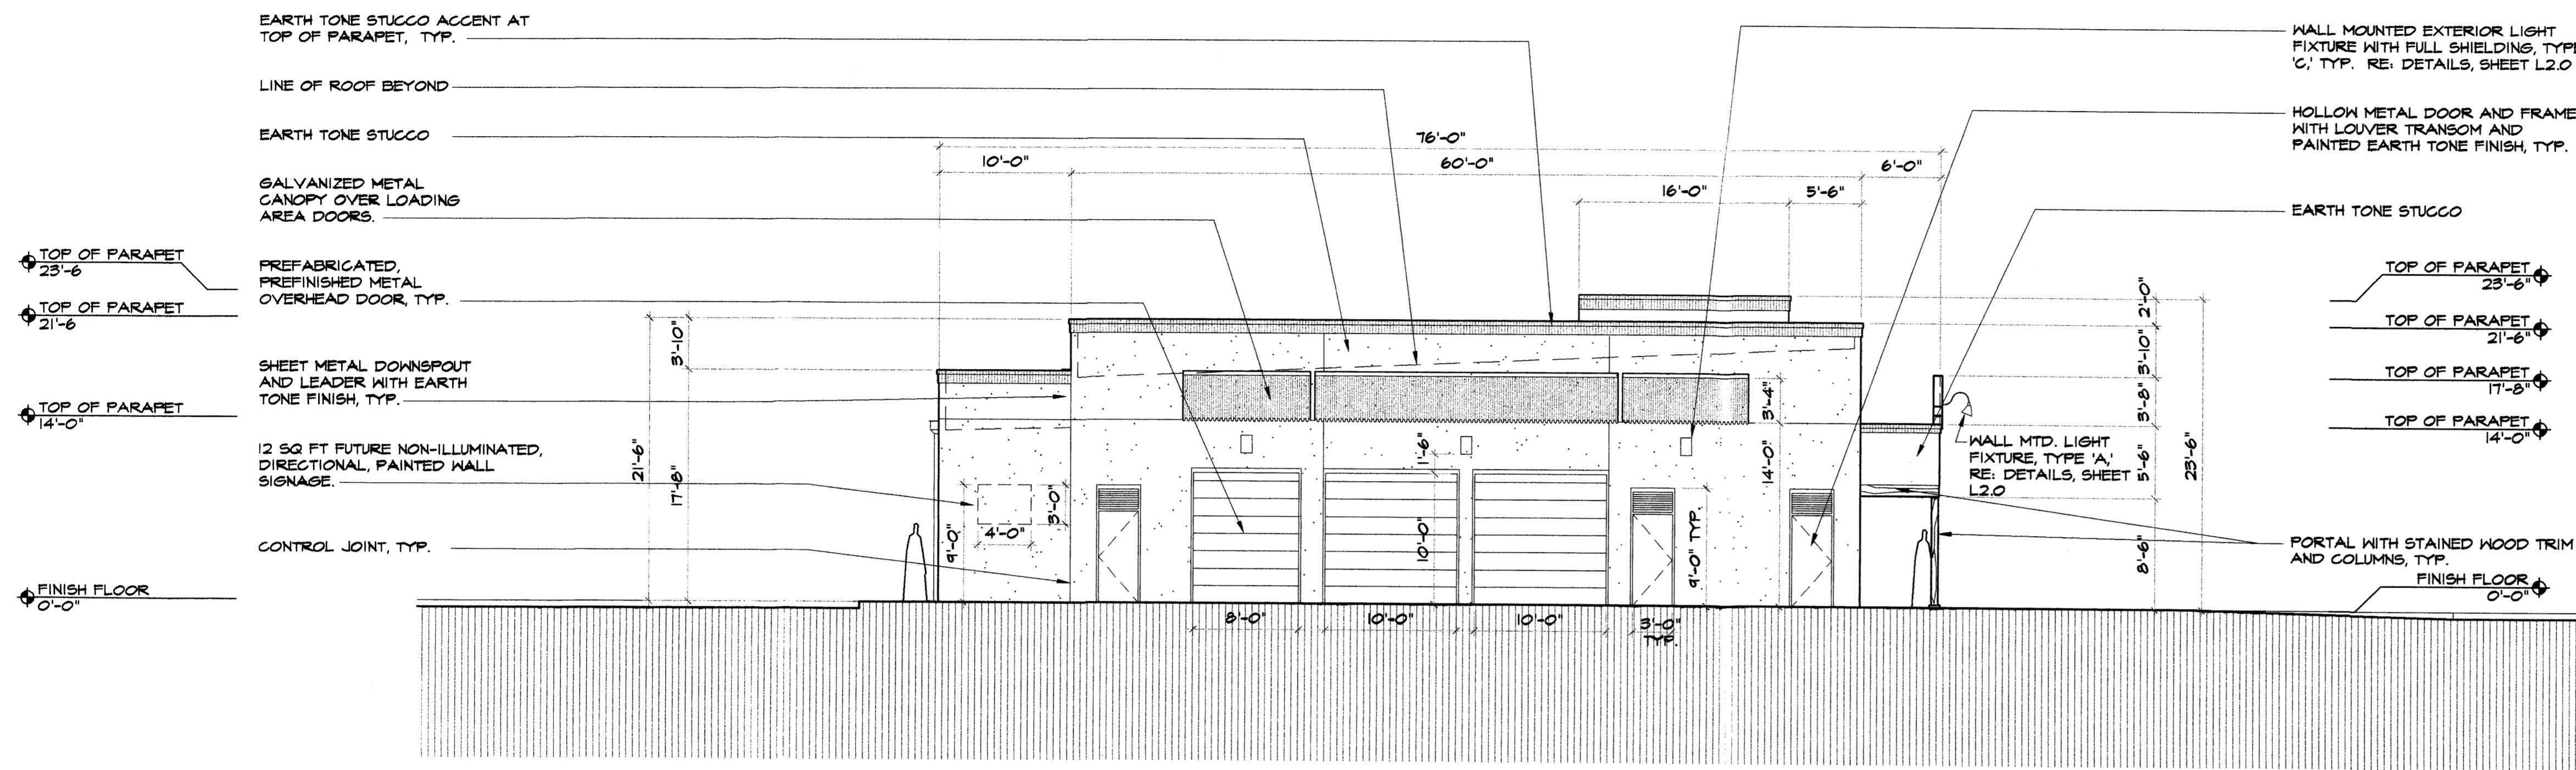 EARTH TONE STUCCO ACCENT AT
TOP OF PARAPET, TYP.
LINE OF ROOF BEYOND
EARTH TONE STUCCO
GALVANIZED METAL
CANOPY OVER LOADING
AREA DOORS.
PREFABRICATED,
PREFINISHED METAL
OVERHEAD DOOR, TYP.
SHEET METAL DOWNSPOUT
AND LEADER WITH EARTH
TONE FINISH, TYP.
12 SQ FT FUTURE NON-ILLUMINATED,
DIRECTIONAL, PAINTED WALL
SIGNAGE.
CONTROL JOINT, TYP.
TOP OF PARAPET
23'-6
TOP OF PARAPET
21'-6
TOP OF PARAPET
14'-0"
FINISH FLOOR
0'-0"
76'-0"
10'-0"
60'-0"
6'-0"
16'-0"
5'-6"
3'-10"
21'-6"
17'-8"
9'-0"
4'-0"
3'-0"
1'-6"
10'-0"
3'-4"
14'-0"
9'-0" TYP.
8'-0"
10'-0"
10'-0"
3'-0"
TYP.
WALL MTD. LIGHT
FIXTURE, TYPE 'A,'
RE: DETAILS, SHEET
L2.0
2'-0"
3'-10"
3'-8"
5'-6"
8'-6"
23'-6"
WALL MOUNTED EXTERIOR LIGHT
FIXTURE WITH FULL SHIELDING, TYPE
'C,' TYP. RE: DETAILS, SHEET L2.0
HOLLOW METAL DOOR AND FRAME
WITH LOUVER TRANSOM AND
PAINTED EARTH TONE FINISH, TYP.
EARTH TONE STUCCO
TOP OF PARAPET
23'-6"
TOP OF PARAPET
21'-6"
TOP OF PARAPET
17'-8"
TOP OF PARAPET
14'-0"
PORTAL WITH STAINED WOOD TRIM
AND COLUMNS, TYP.
FINISH FLOOR
0'-0"